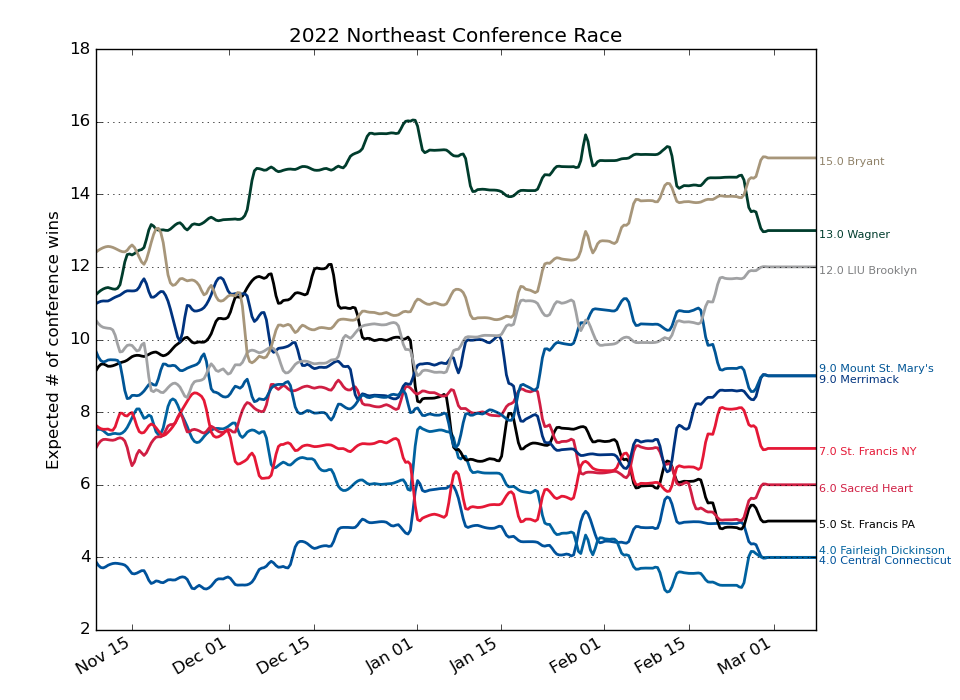 2022 Northeast Conference Race
Expected # of conference wins
18
16
14
12
10
8
6
4
2
Nov 15
Dec 01
Dec 15
Jan 01
Jan 15
Feb 01
Feb 15
Mar 01
15.0 Bryant
13.0 Wagner
12.0 LIU Brooklyn
9.0 Mount St. Mary's
9.0 Merrimack
7.0 St. Francis NY
6.0 Sacred Heart
5.0 St. Francis PA
4.0 Fairleigh Dickinson
4.0 Central Connecticut